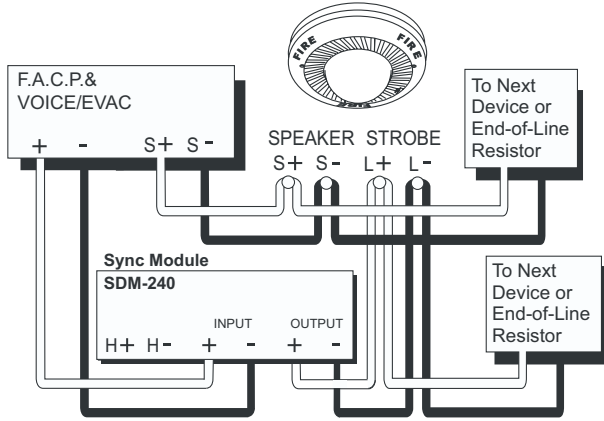 FIRE FIRE
FIRE
F.A.C.P.&
VOICE/EVAC
+ - S+ S-
SPEAKER STROBE
S+ S- L+ L-
To Next
Device or
End-of-Line
Resistor
Sync Module
SDM-240
INPUT OUTPUT
H+ H- + - + -
To Next
Device or
End-of-Line
Resistor